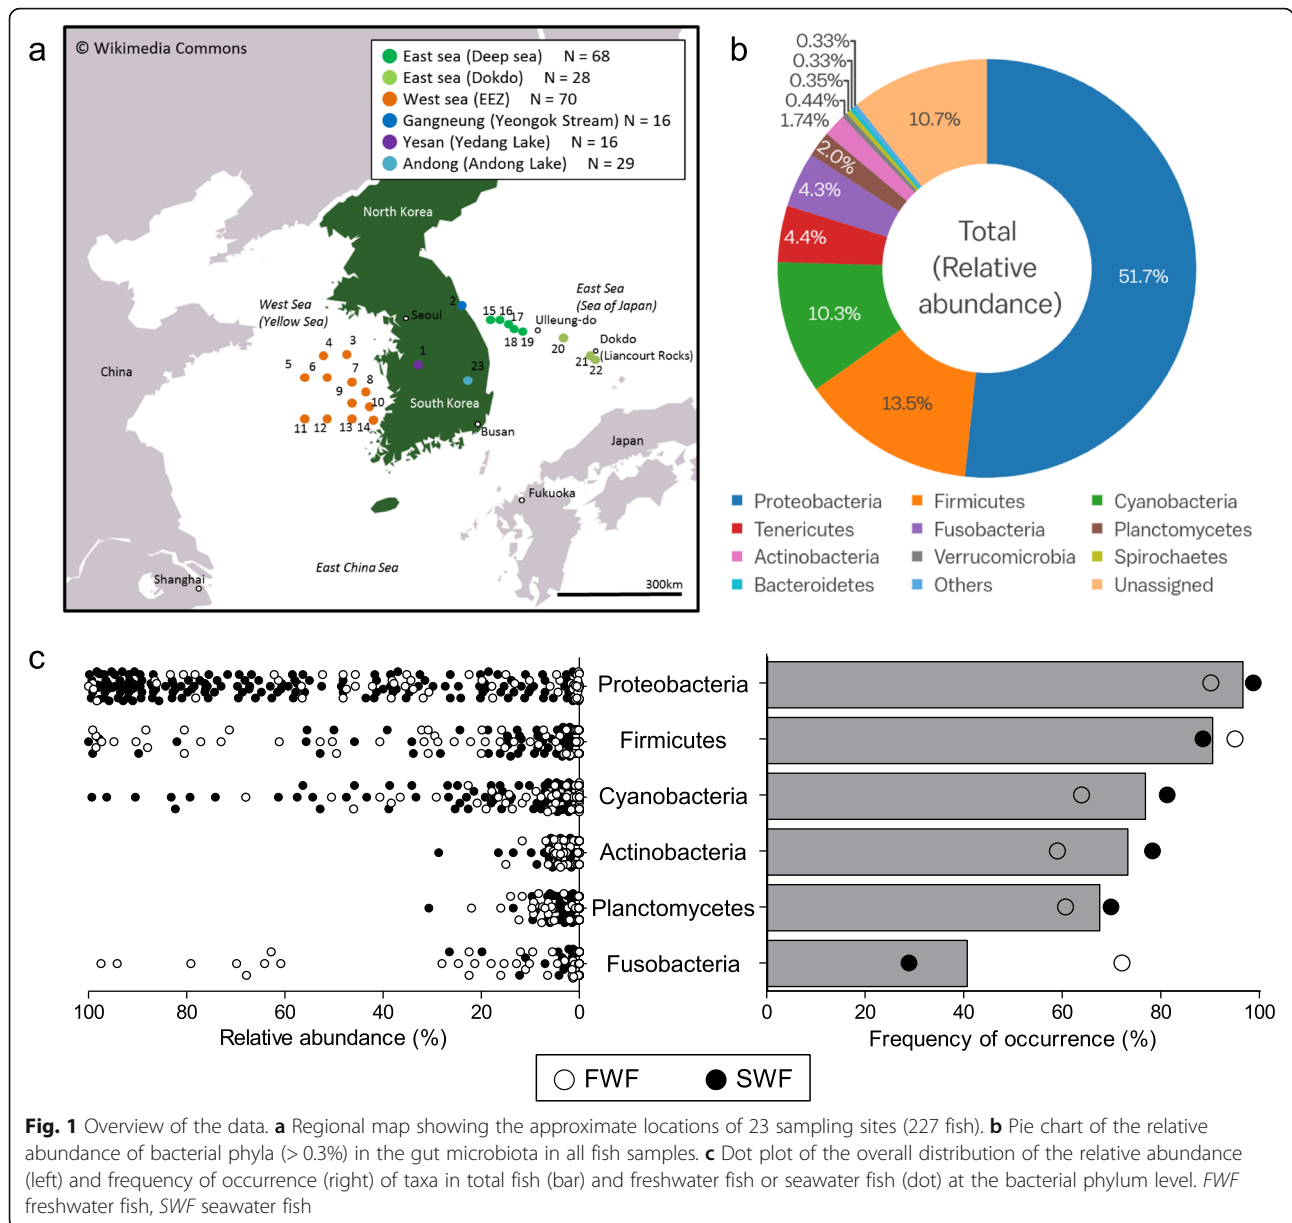 a
© Wikimedia Commons
East sea (Deep sea) N = 68
East sea (Dokdo) N = 28
West sea (EEZ) N = 70
Gangneung (Yeongok Stream) N = 16
Yesan (Yedang Lake) N = 16
Andong (Andong Lake) N = 29
North Korea
East Sea
(Sea of Japan)
West Sea
(Yellow Sea)
2
Seoul
15 16 17
18 19
Ulleung-do
20
Dokdo
(Liancourt Rocks)
21
22
China
4
3
5
6
7
8
9
10
11
12
13
14
1
23
South Korea
Busan
Japan
Fukuoka
East China Sea
Shanghai
300km
b
0.33%
0.33%
0.35%
0.44%
1.74%
2.0%
4.3%
4.4%
10.3%
13.5%
51.7%
10.7%
Total
(Relative
abundance)
Proteobacteria Firmicutes Cyanobacteria
Tenericutes Fusobacteria Planctomycetes
Actinobacteria Verrucomicrobia Spirochaetes
Bacteroidetes Others Unassigned
c
Proteobacteria
Firmicutes
Cyanobacteria
Actinobacteria
Planctomycetes
Fusobacteria
100 80 60 40 20 0
Relative abundance (%)
0 20 40 60 80 100
Frequency of occurrence (%)
FWF SWF
Fig. 1 Overview of the data. a Regional map showing the approximate locations of 23 sampling sites (227 fish). b Pie chart of the relative
abundance of bacterial phyla (> 0.3%) in the gut microbiota in all fish samples. c Dot plot of the overall distribution of the relative abundance
(left) and frequency of occurrence (right) of taxa in total fish (bar) and freshwater fish or seawater fish (dot) at the bacterial phylum level. FWF
freshwater fish, SWF seawater fish